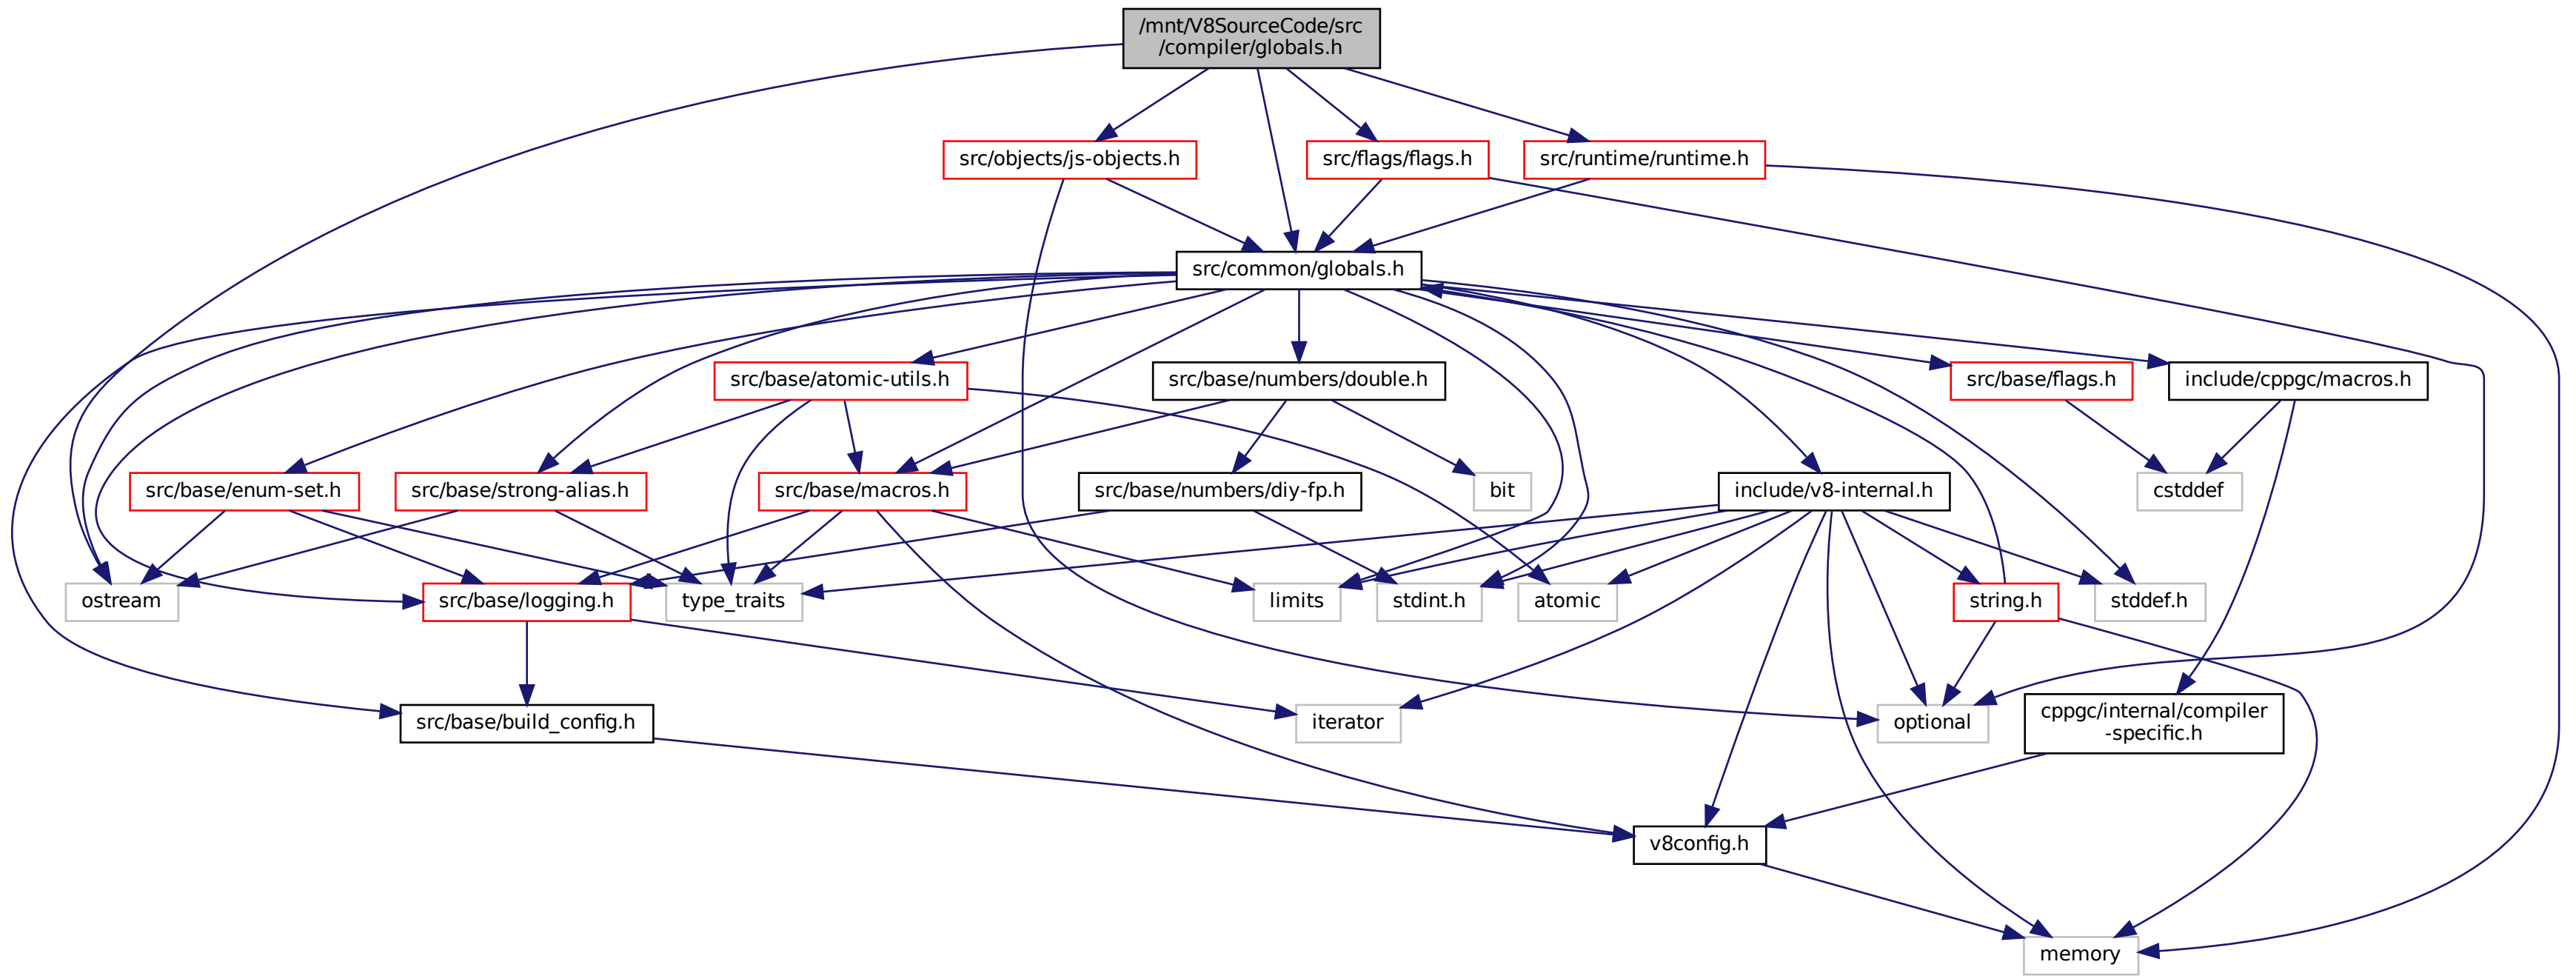 /mnt/V8SourceCode/src
/compiler/globals.h
src/objects/js-objects.h
src/flags/flags.h
src/runtime/runtime.h
src/common/globals.h
src/base/atomic-utils.h
src/base/numbers/double.h
src/base/flags.h
include/cppgc/macros.h
src/base/enum-set.h
src/base/strong-alias.h
src/base/macros.h
src/base/numbers/diy-fp.h
bit
include/v8-internal.h
cstddef
ostream
src/base/logging.h
type_traits
limits
stdint.h
atomic
string.h
stddef.h
src/base/build_config.h
iterator
optional
cppgc/internal/compiler
-specific.h
v8config.h
memory